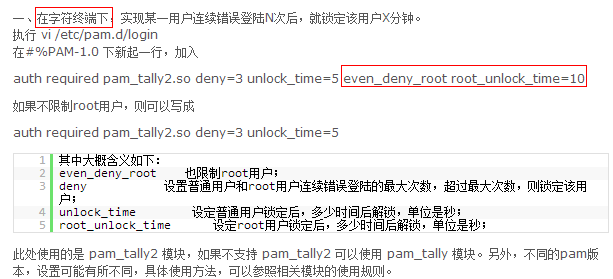 一、在字符终端下，实现某一用户连续错误登陆N次后，就锁定该用户X分钟。
执行 vi /etc/pam.d/login
在#%PAM-1.0 下新起一行，加入
auth required pam_tally2.so deny=3 unlock_time=5 even_deny_root root_unlock_time=10
如果不限制root用户，则可以写成
auth required pam_tally2.so deny=3 unlock_time=5
1 其中大概含义如下：
2 even_deny_root 也限制root用户；
3 deny 设置普通用户和root用户连续错误登陆的最大次数，超过最大次数，则锁定该用
户；
4 unlock_time 设定普通用户锁定后，多少时间后解锁，单位是秒；
5 root_unlock_time 设定root用户锁定后，多少时间后解锁，单位是秒；
此处使用的是 pam_tally2 模块，如果不支持 pam_tally2 可以使用 pam_tally 模块。另外，不同的pam版
本，设置可能有所不同，具体使用方法，可以参照相关模块的使用规则。